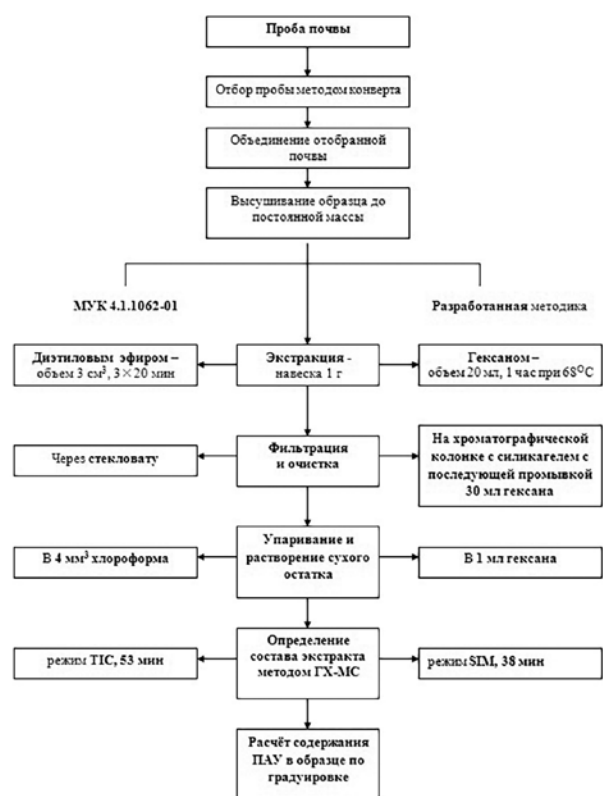 Проба почвы
Отбор пробы методом конверта
Объединение отобранной
почвы
Высушивание образца до
постоянной массы
МУК 4.1.1062-01
Разработанная методика
Диэтиловым эфиром –
объем 3 см³, 3×20 мин
Экстракция -
навеска 1 г
Гексаном –
объем 20 мл, 1 час при 68°С
Через стекловату
Фильтрация
и очистка
На хроматографической
колонке с силикагелем с
последующей промывкой
30 мл гексана
В 4 мм³ хлороформа
Упаривание и
растворение сухого
остатка
В 1 мл гексана
режим TIC, 53 мин
Определение
состава экстракта
методом ГХ-МС
режим SIM, 38 мин
Расчёт содержания
ПАУ в образце по
градуировке